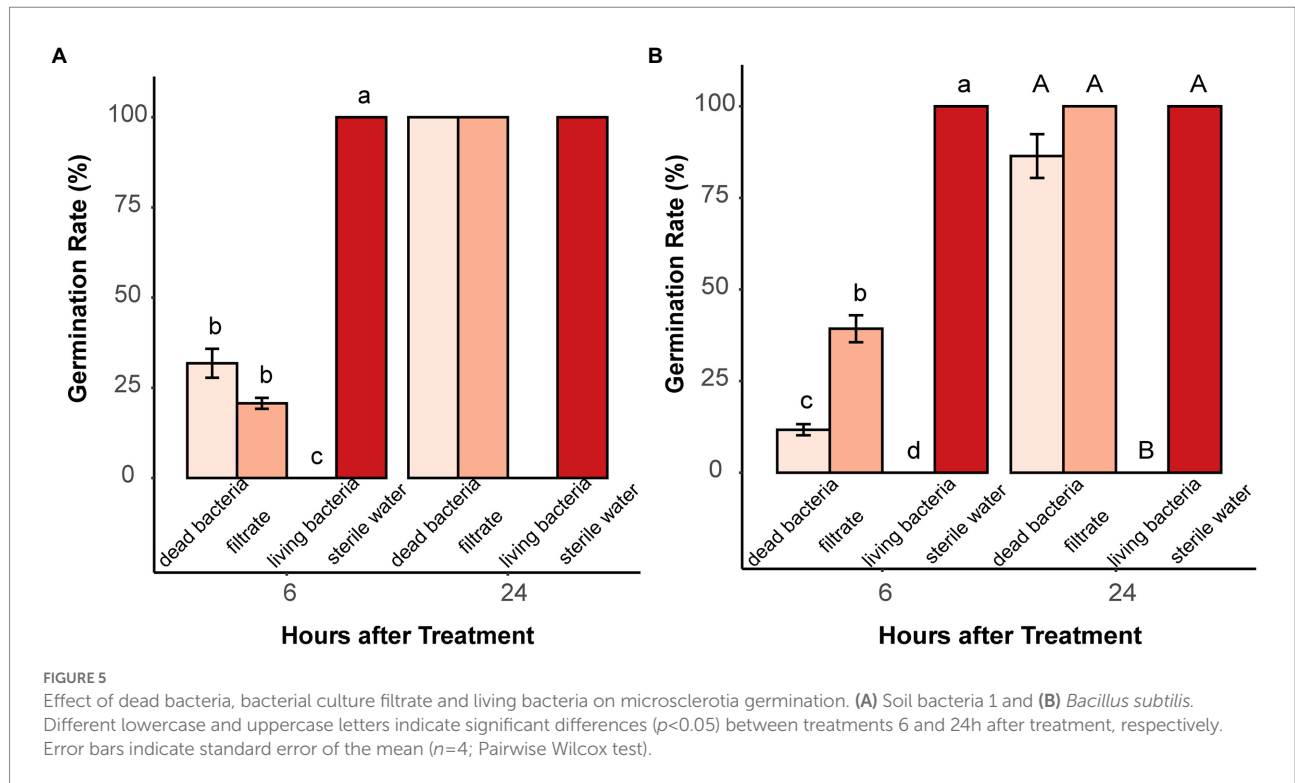 A
Germination Rate (%)
100
75
50
25
0
b
b
c
a
dead bacteria
filtrate
living bacteria
sterile water
dead bacteria
filtrate
living bacteria
sterile water
6
24
Hours after Treatment
B
Germination Rate (%)
100
75
50
25
0
c
b
d
a
A
A
B
A
dead bacteria
filtrate
living bacteria
sterile water
dead bacteria
filtrate
living bacteria
sterile water
6
24
Hours after Treatment
FIGURE 5
Effect of dead bacteria, bacterial culture filtrate and living bacteria on microsclerotia germination. (A) Soil bacteria 1 and (B) Bacillus subtilis.
Different lowercase and uppercase letters indicate significant differences (p<0.05) between treatments 6 and 24h after treatment, respectively.
Error bars indicate standard error of the mean (n=4; Pairwise Wilcox test).